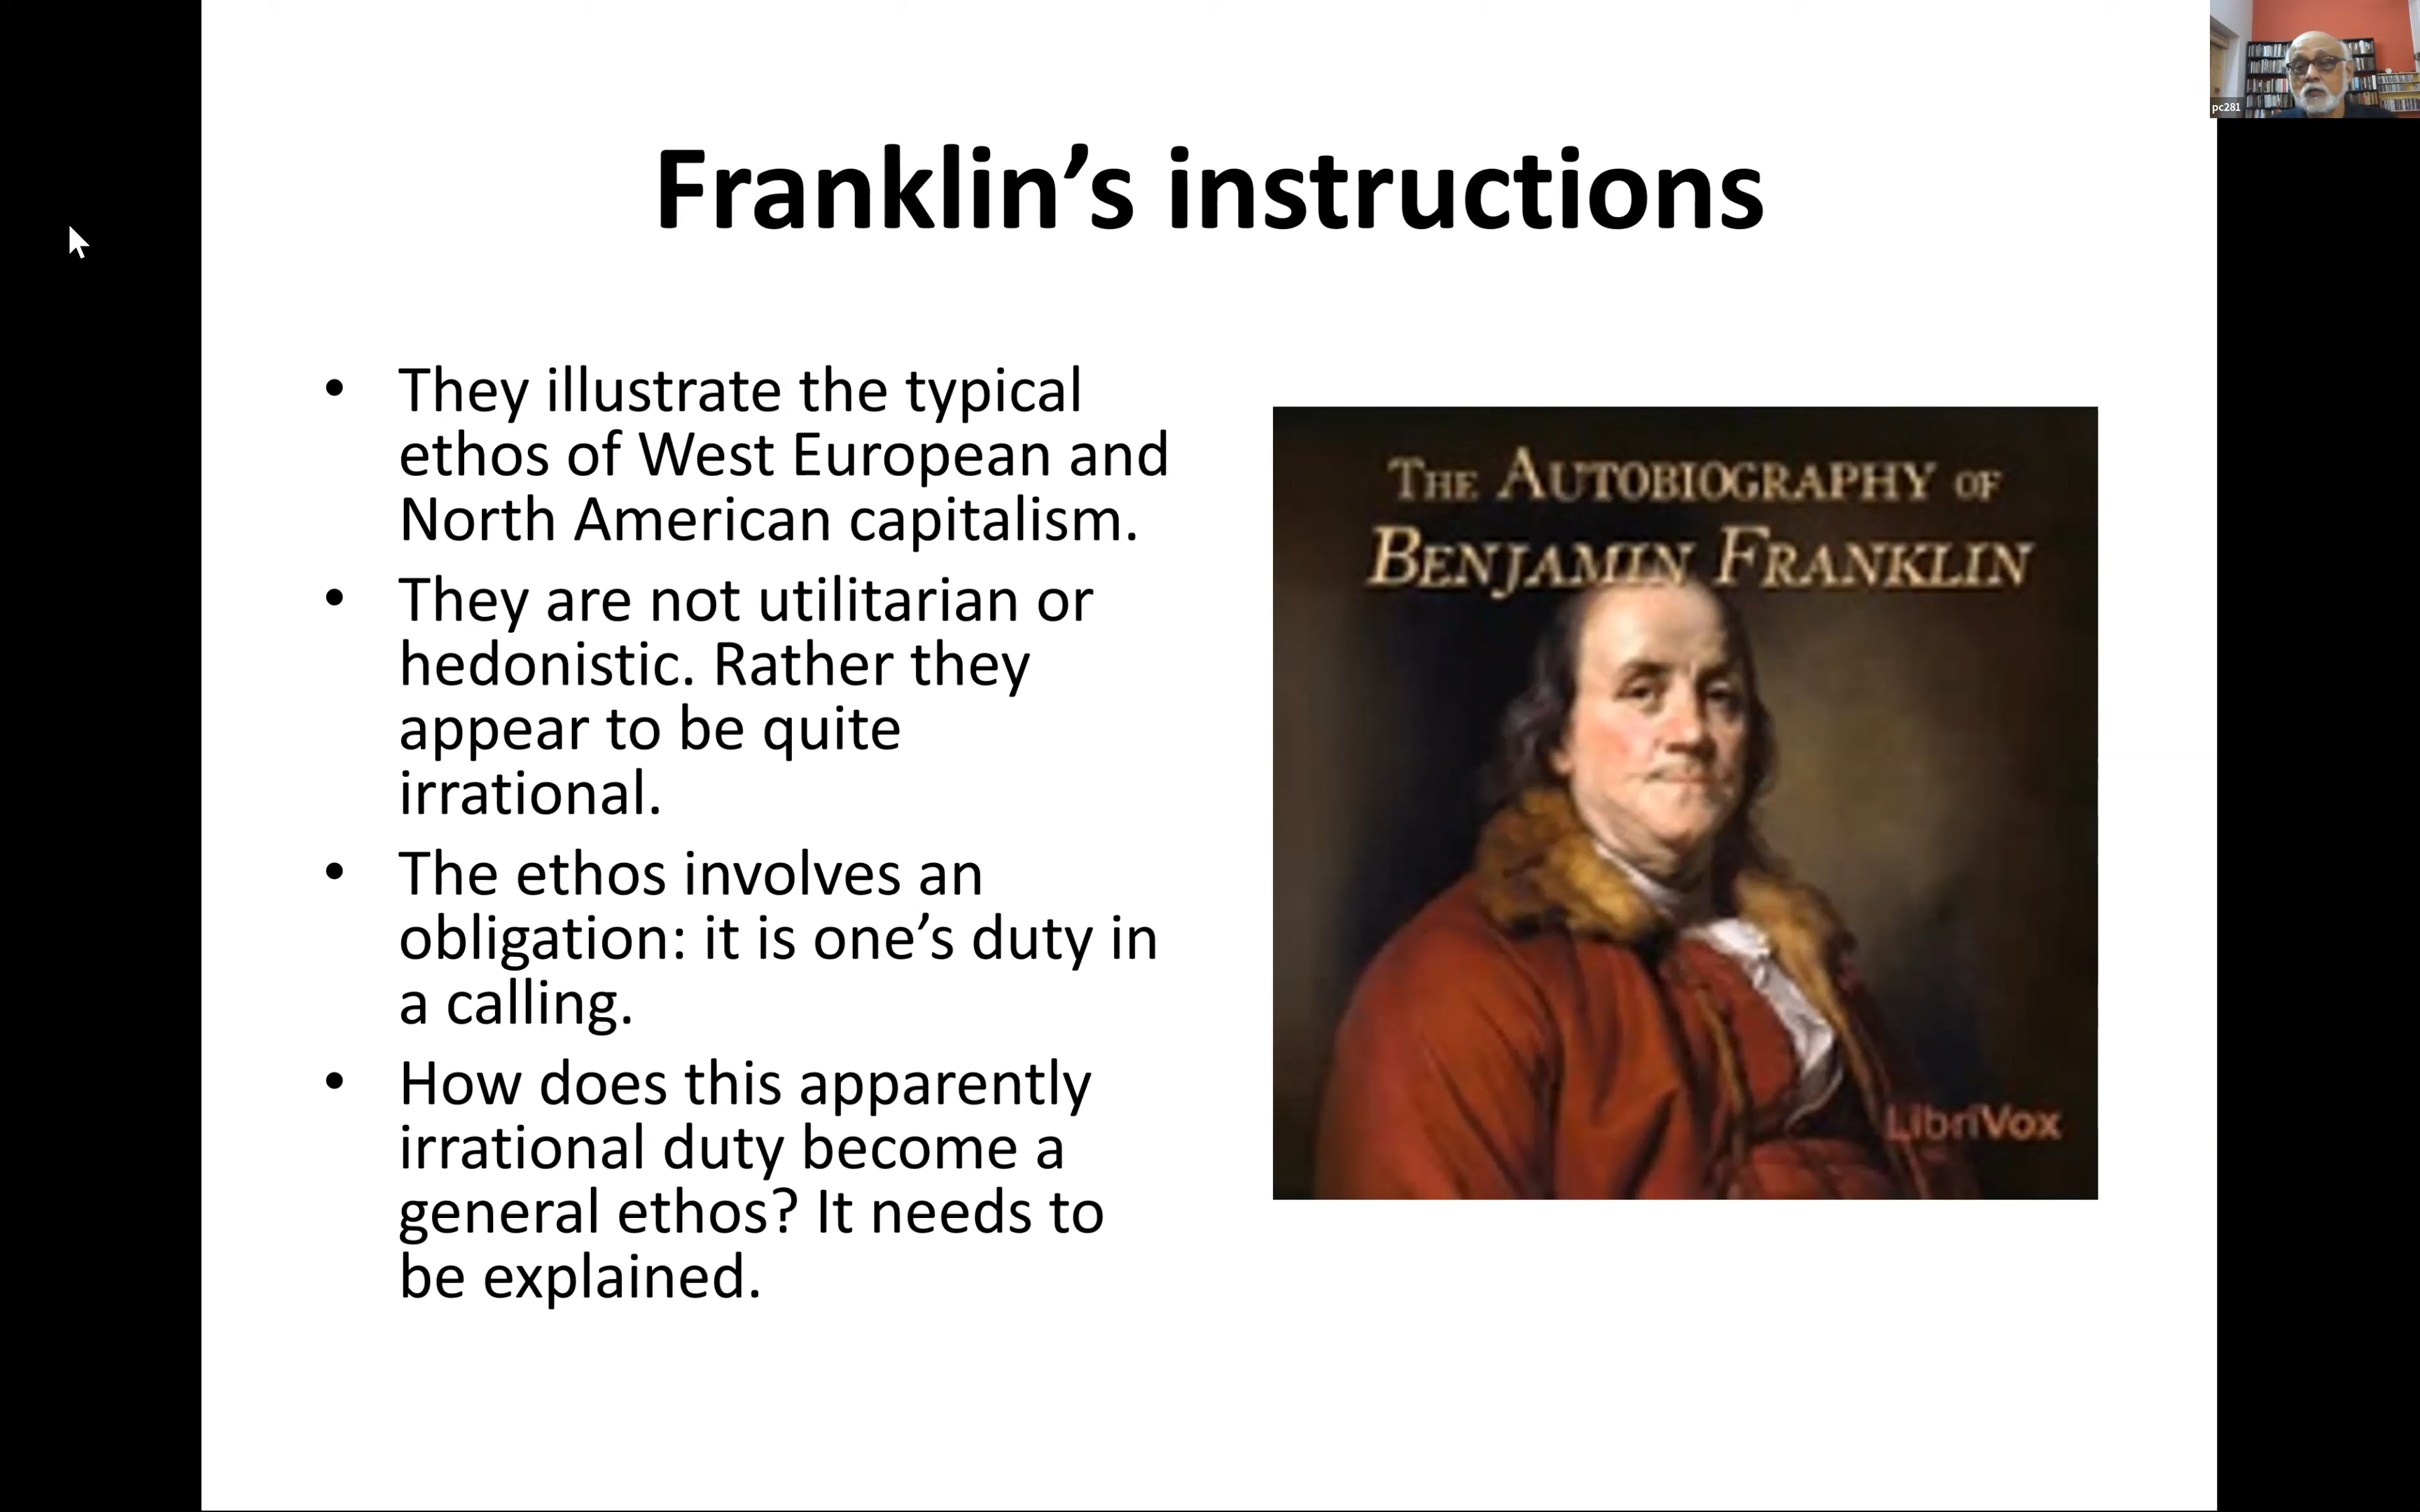 pc281
Franklin’s instructions
• They illustrate the typical
ethos of West European and
North American capitalism.
• They are not utilitarian or
hedonistic. Rather they
appear to be quite
irrational.
• The ethos involves an
obligation: it is one’s duty in
a calling.
• How does this apparently
irrational duty become a
general ethos? It needs to
be explained.
THE AUTOBIOGRAPHY OF
BENJAMIN FRANKLIN
LibriVox